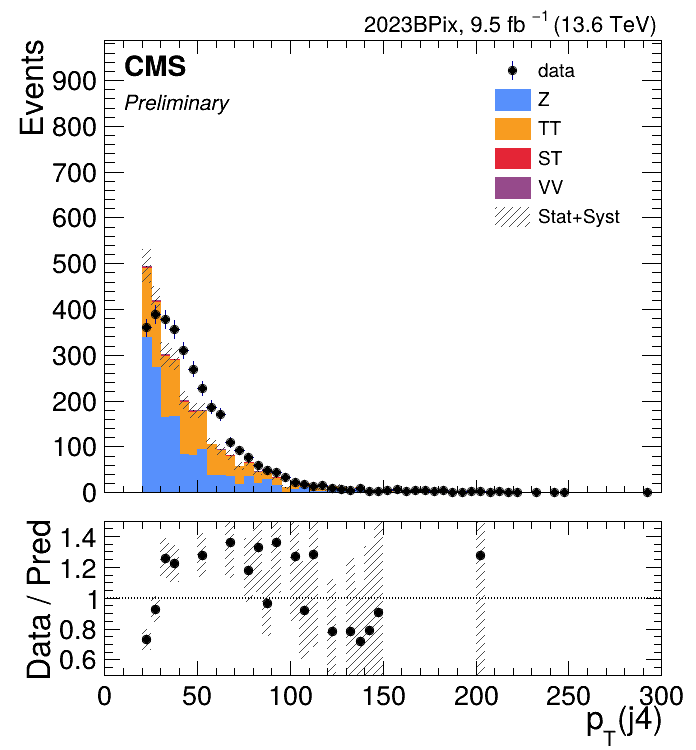 2023BPix, 9.5 fb⁻¹ (13.6 TeV)
CMS
Preliminary
data
Z
TT
ST
VV
Stat+Syst
Events
900
800
700
600
500
400
300
200
100
0
Data / Pred
1.4
1.2
1
0.8
0.6
0 50 100 150 200 250 300
p_T(j4)